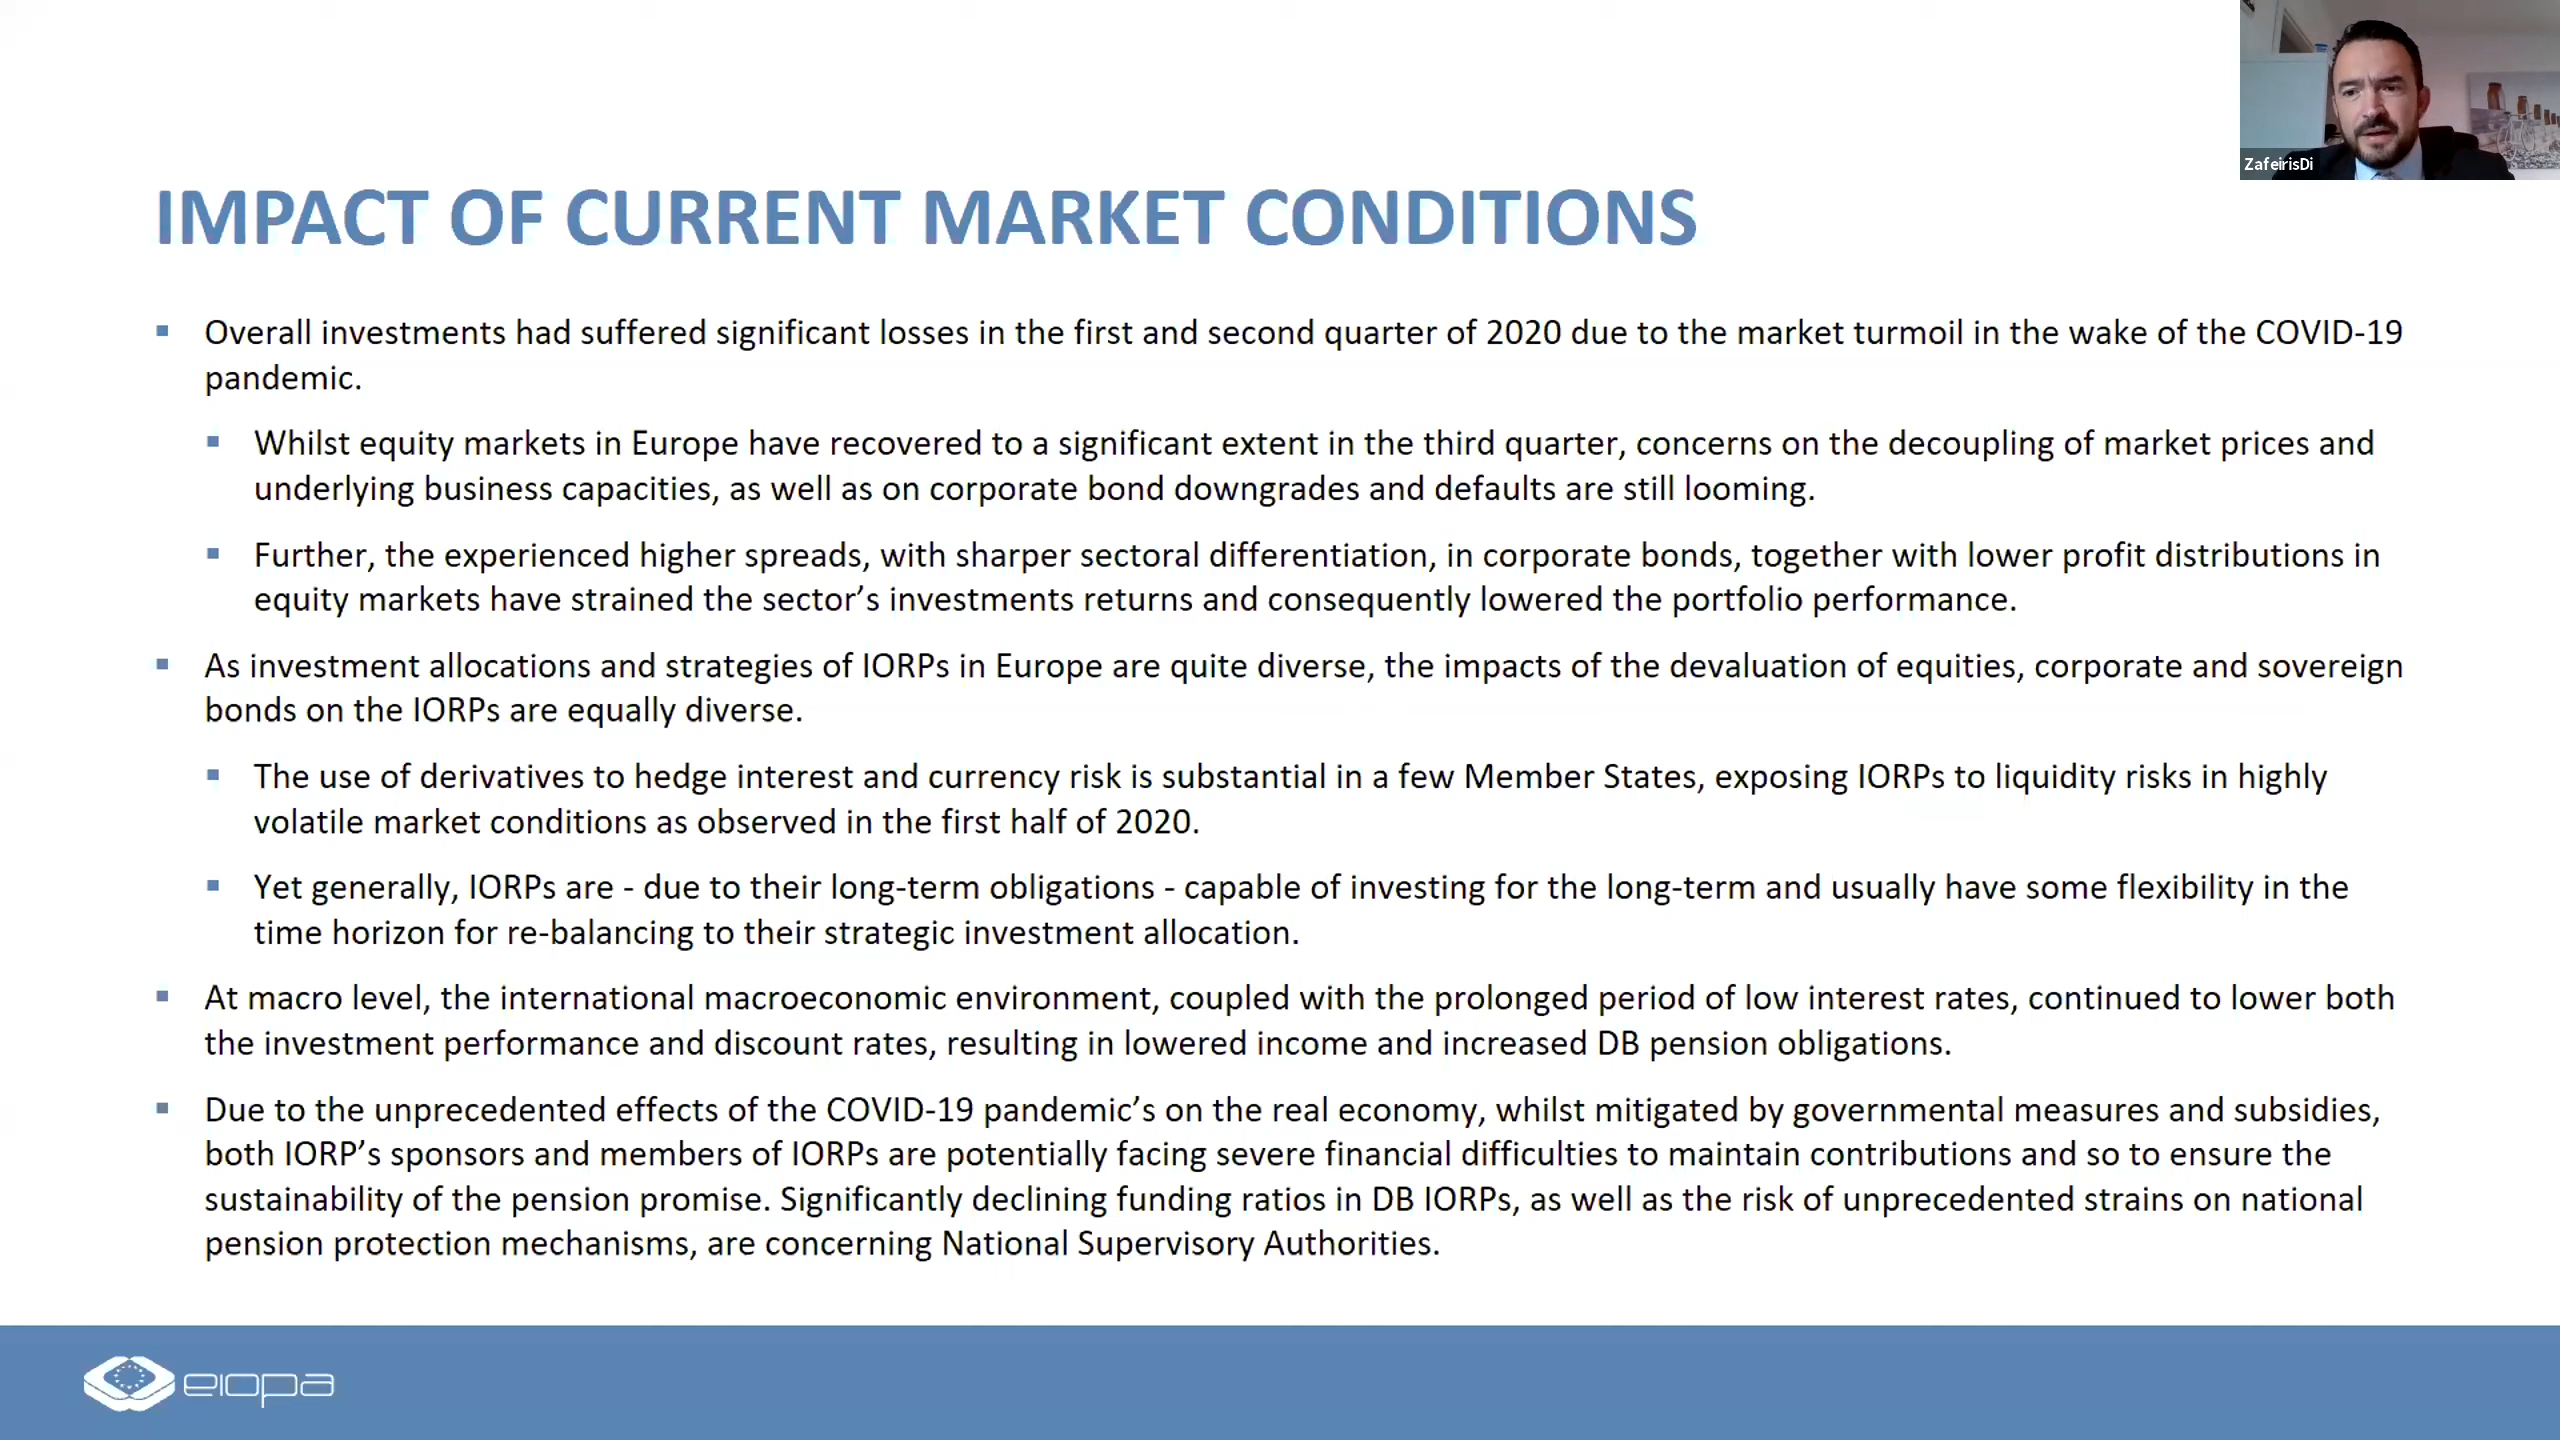 ZafeirisDi
IMPACT OF CURRENT MARKET CONDITIONS
Overall investments had suffered significant losses in the first and second quarter of 2020 due to the market turmoil in the wake of the COVID-19
pandemic.
Whilst equity markets in Europe have recovered to a significant extent in the third quarter, concerns on the decoupling of market prices and
underlying business capacities, as well as on corporate bond downgrades and defaults are still looming.
Further, the experienced higher spreads, with sharper sectoral differentiation, in corporate bonds, together with lower profit distributions in
equity markets have strained the sector’s investments returns and consequently lowered the portfolio performance.
As investment allocations and strategies of IORPs in Europe are quite diverse, the impacts of the devaluation of equities, corporate and sovereign
bonds on the IORPs are equally diverse.
The use of derivatives to hedge interest and currency risk is substantial in a few Member States, exposing IORPs to liquidity risks in highly
volatile market conditions as observed in the first half of 2020.
Yet generally, IORPs are - due to their long-term obligations - capable of investing for the long-term and usually have some flexibility in the
time horizon for re-balancing to their strategic investment allocation.
At macro level, the international macroeconomic environment, coupled with the prolonged period of low interest rates, continued to lower both
the investment performance and discount rates, resulting in lowered income and increased DB pension obligations.
Due to the unprecedented effects of the COVID-19 pandemic’s on the real economy, whilst mitigated by governmental measures and subsidies,
both IORP’s sponsors and members of IORPs are potentially facing severe financial difficulties to maintain contributions and so to ensure the
sustainability of the pension promise. Significantly declining funding ratios in DB IORPs, as well as the risk of unprecedented strains on national
pension protection mechanisms, are concerning National Supervisory Authorities.
eiopa